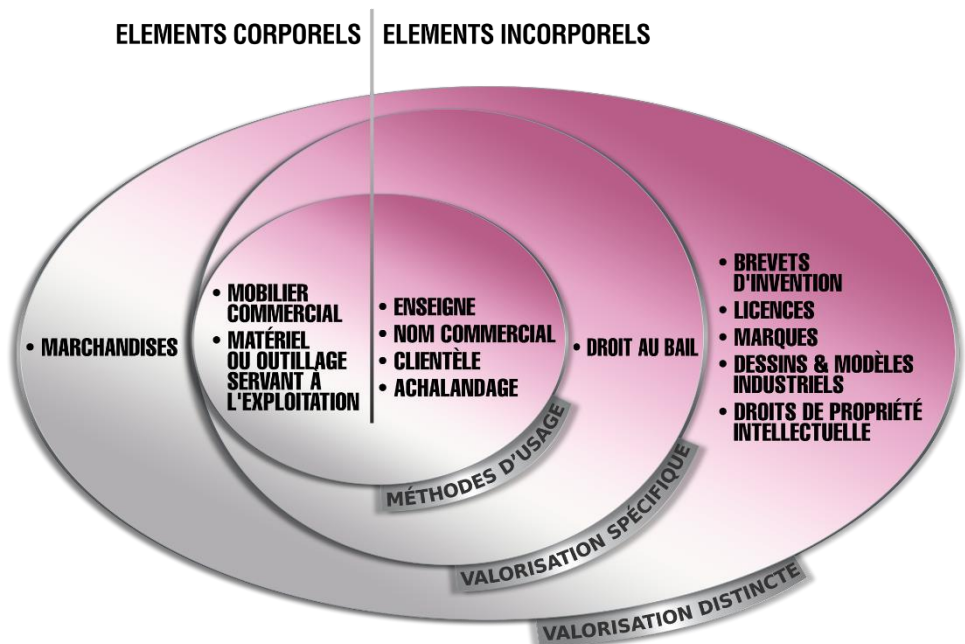 ELEMENTS CORPORELS
ELEMENTS INCORPORELS
• MARCHANDISES
• MOBILIER
COMMERCIAL
• MATÉRIEL
OU OUTILLAGE
SERVANT À
L'EXPLOITATION
• ENSEIGNE
• NOM COMMERCIAL
• CLIENTÈLE
• ACHALANDAGE
• DROIT AU BAIL
• BREVETS
D'INVENTION
• LICENCES
• MARQUES
• DESSINS & MODÈLES
INDUSTRIELS
• DROITS DE PROPRIÉTÉ
INTELLECTUELLE
MÉTHODES D'USAGE
VALORISATION SPÉCIFIQUE
VALORISATION DISTINCTE